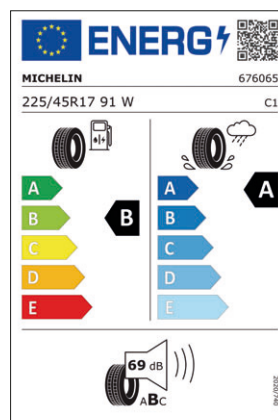 ENERG
MICHELIN 676065
225/45R17 91 W C1
A A A
B B B
C C
D D
E E
69 dB
ABC
2020/740